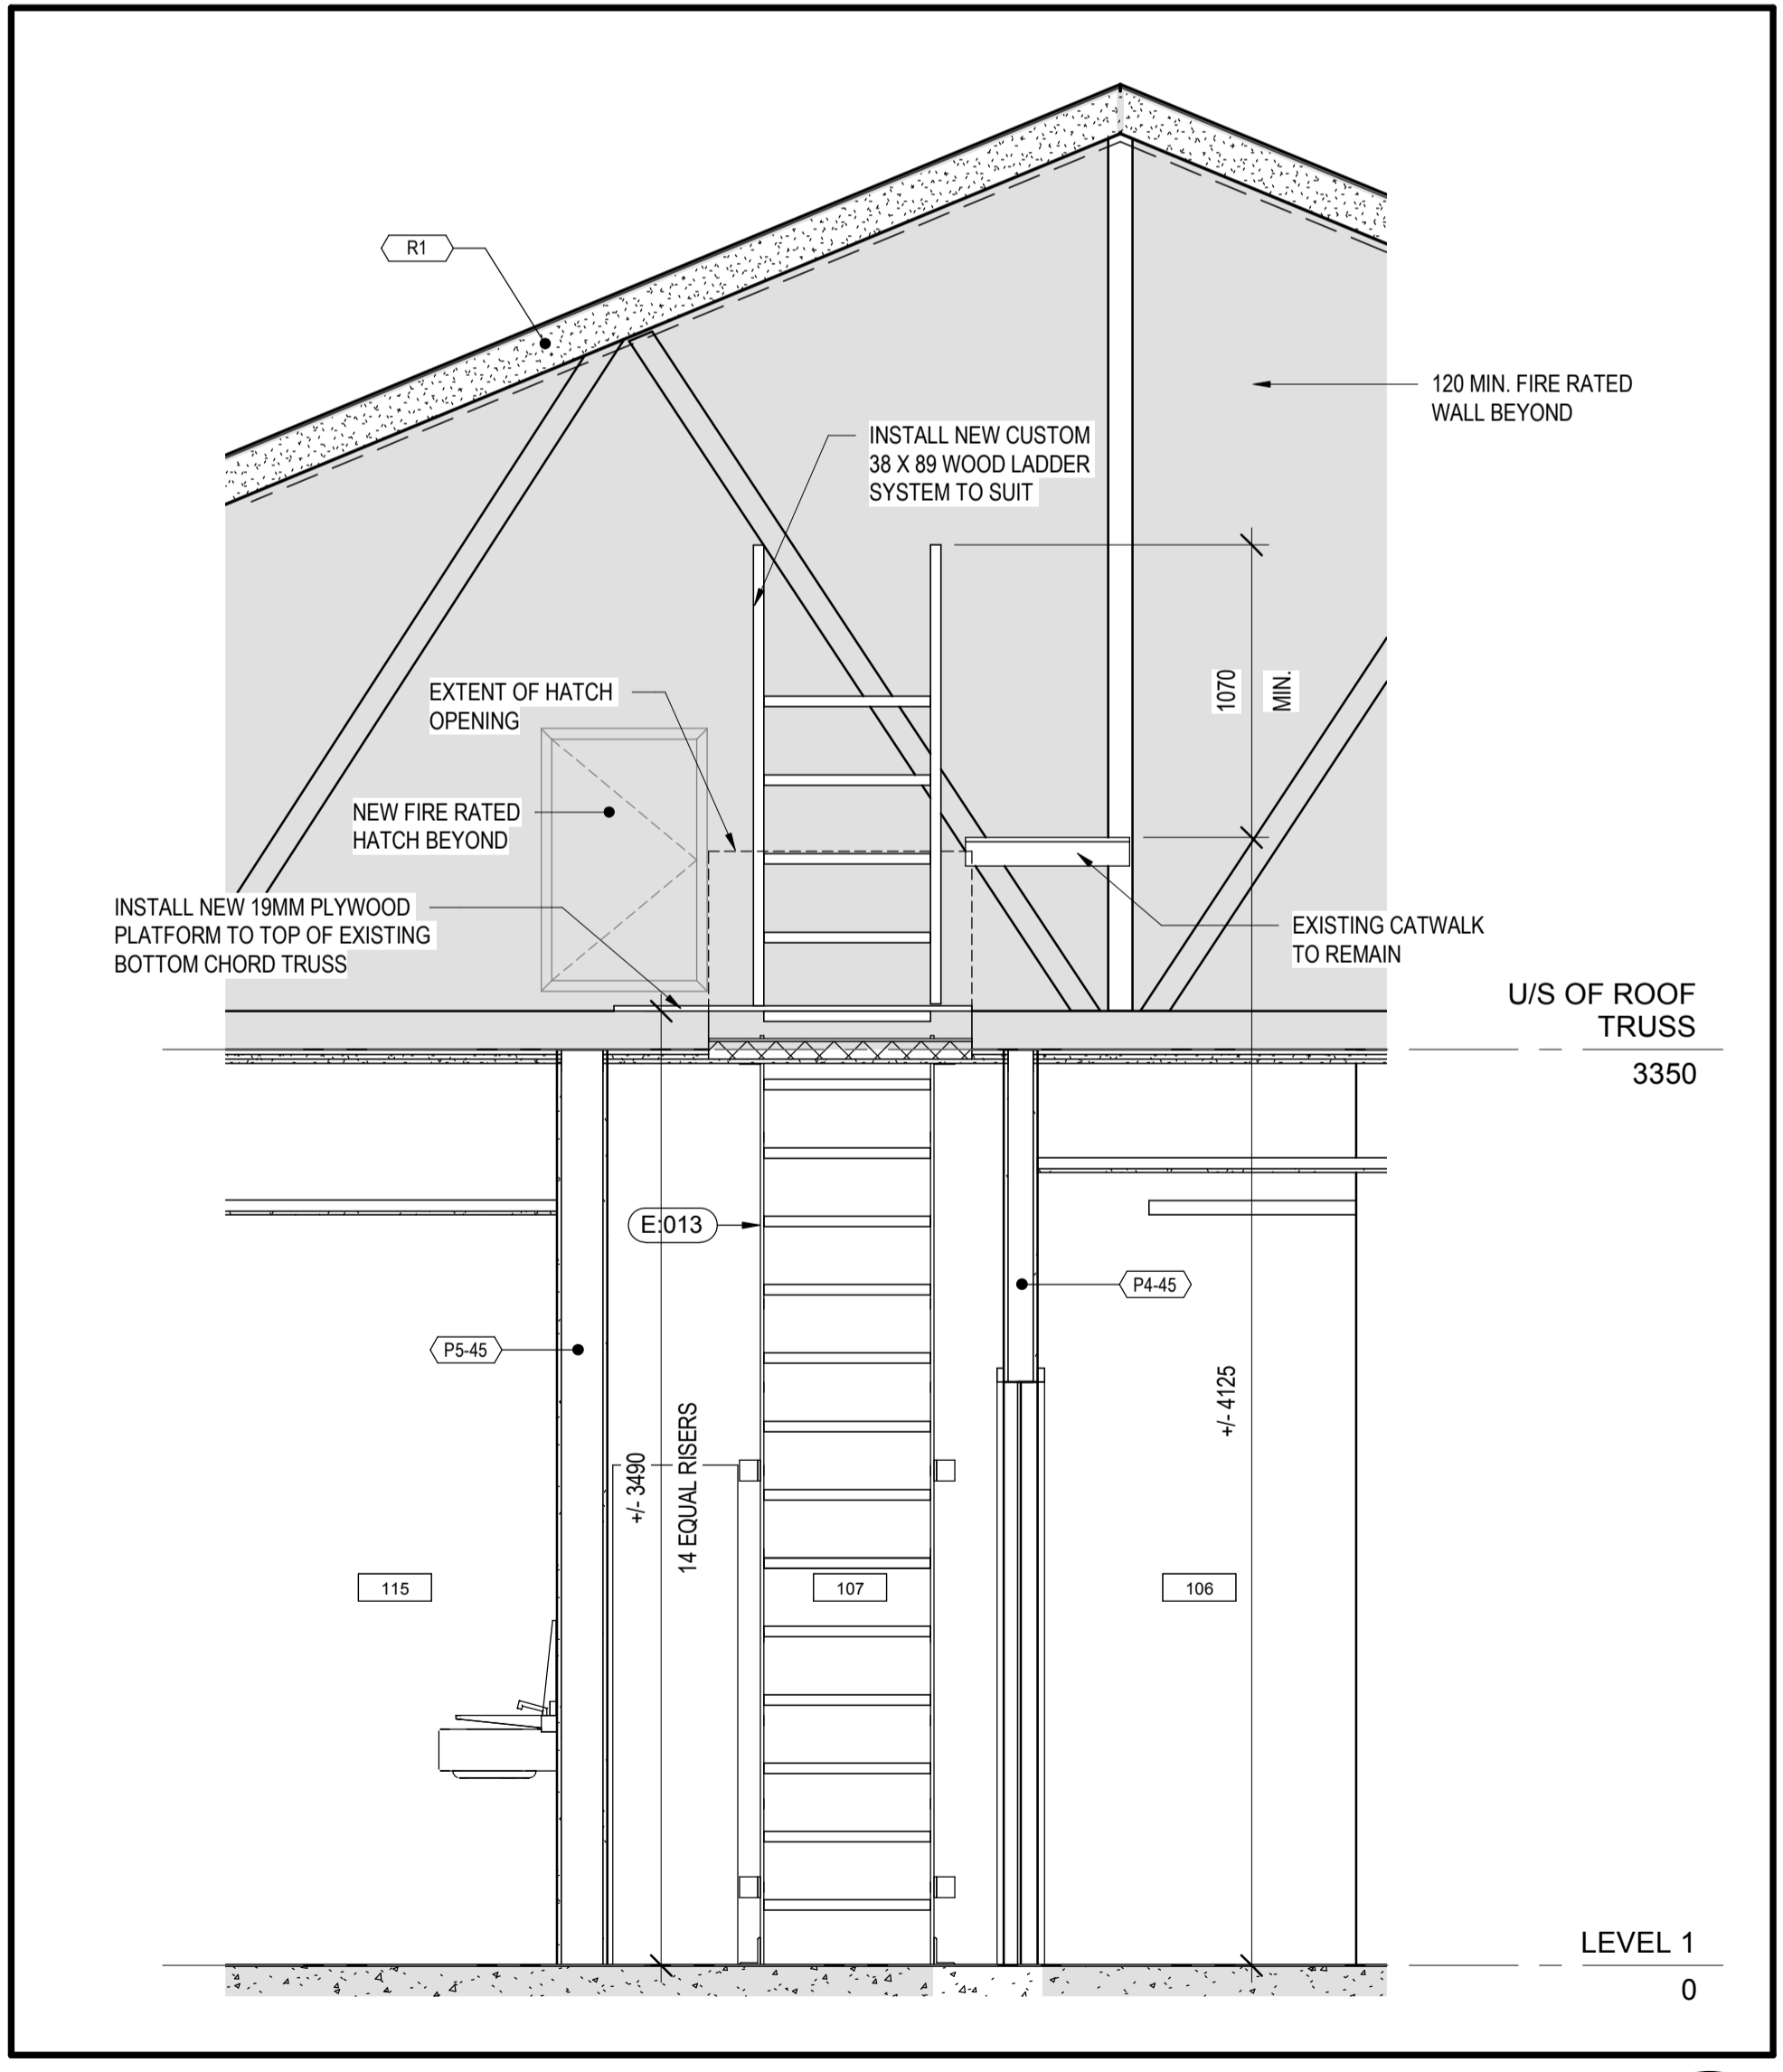 R1
120 MIN. FIRE RATED
WALL BEYOND
INSTALL NEW CUSTOM
38 X 89 WOOD LADDER
SYSTEM TO SUIT
EXTENT OF HATCH
OPENING
1070
MIN.
NEW FIRE RATED
HATCH BEYOND
INSTALL NEW 19MM PLYWOOD
PLATFORM TO TOP OF EXISTING
BOTTOM CHORD TRUSS
EXISTING CATWALK
TO REMAIN
U/S OF ROOF
TRUSS
3350
E:013
P4-45
P5-45
+/- 3490
14 EQUAL RISERS
+/- 4125
115
107
106
LEVEL 1
0